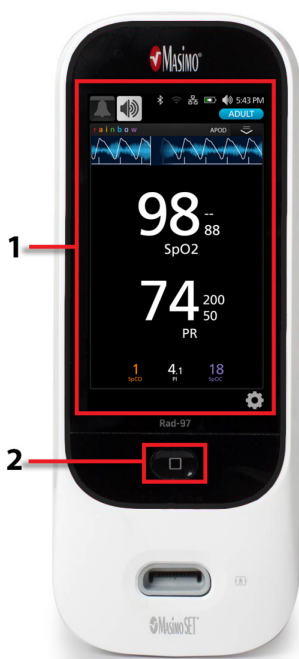 MASIMO®
5:43 PM
ADULT
rainbow APOD
98 --
88
SpO2
74 200
50
PR
1 4.1 18
SpCO PI SpOC
Rad-97
MASIMO SET
1
2